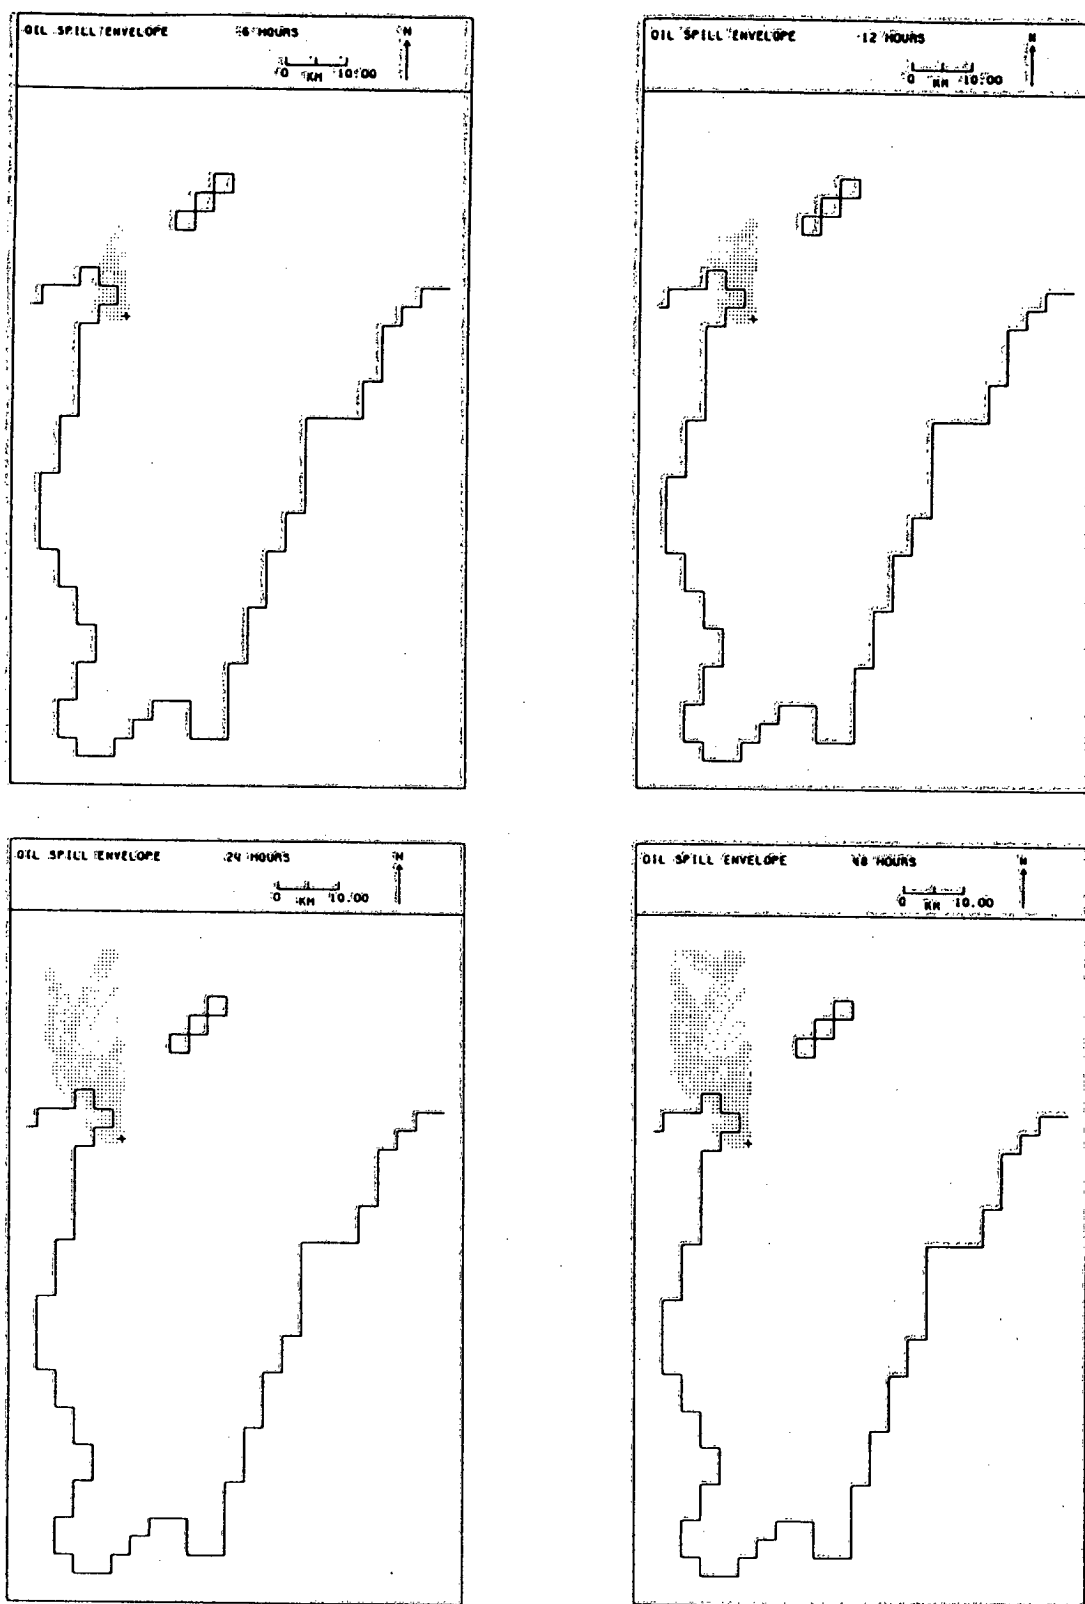 OIL SPILL ENVELOPE 6 HOURS N
0 KM 10.00
OIL SPILL ENVELOPE 12 HOURS N
0 KM 10.00
OIL SPILL ENVELOPE 24 HOURS N
0 KM 10.00
OIL SPILL ENVELOPE 48 HOURS N
0 KM 10.00